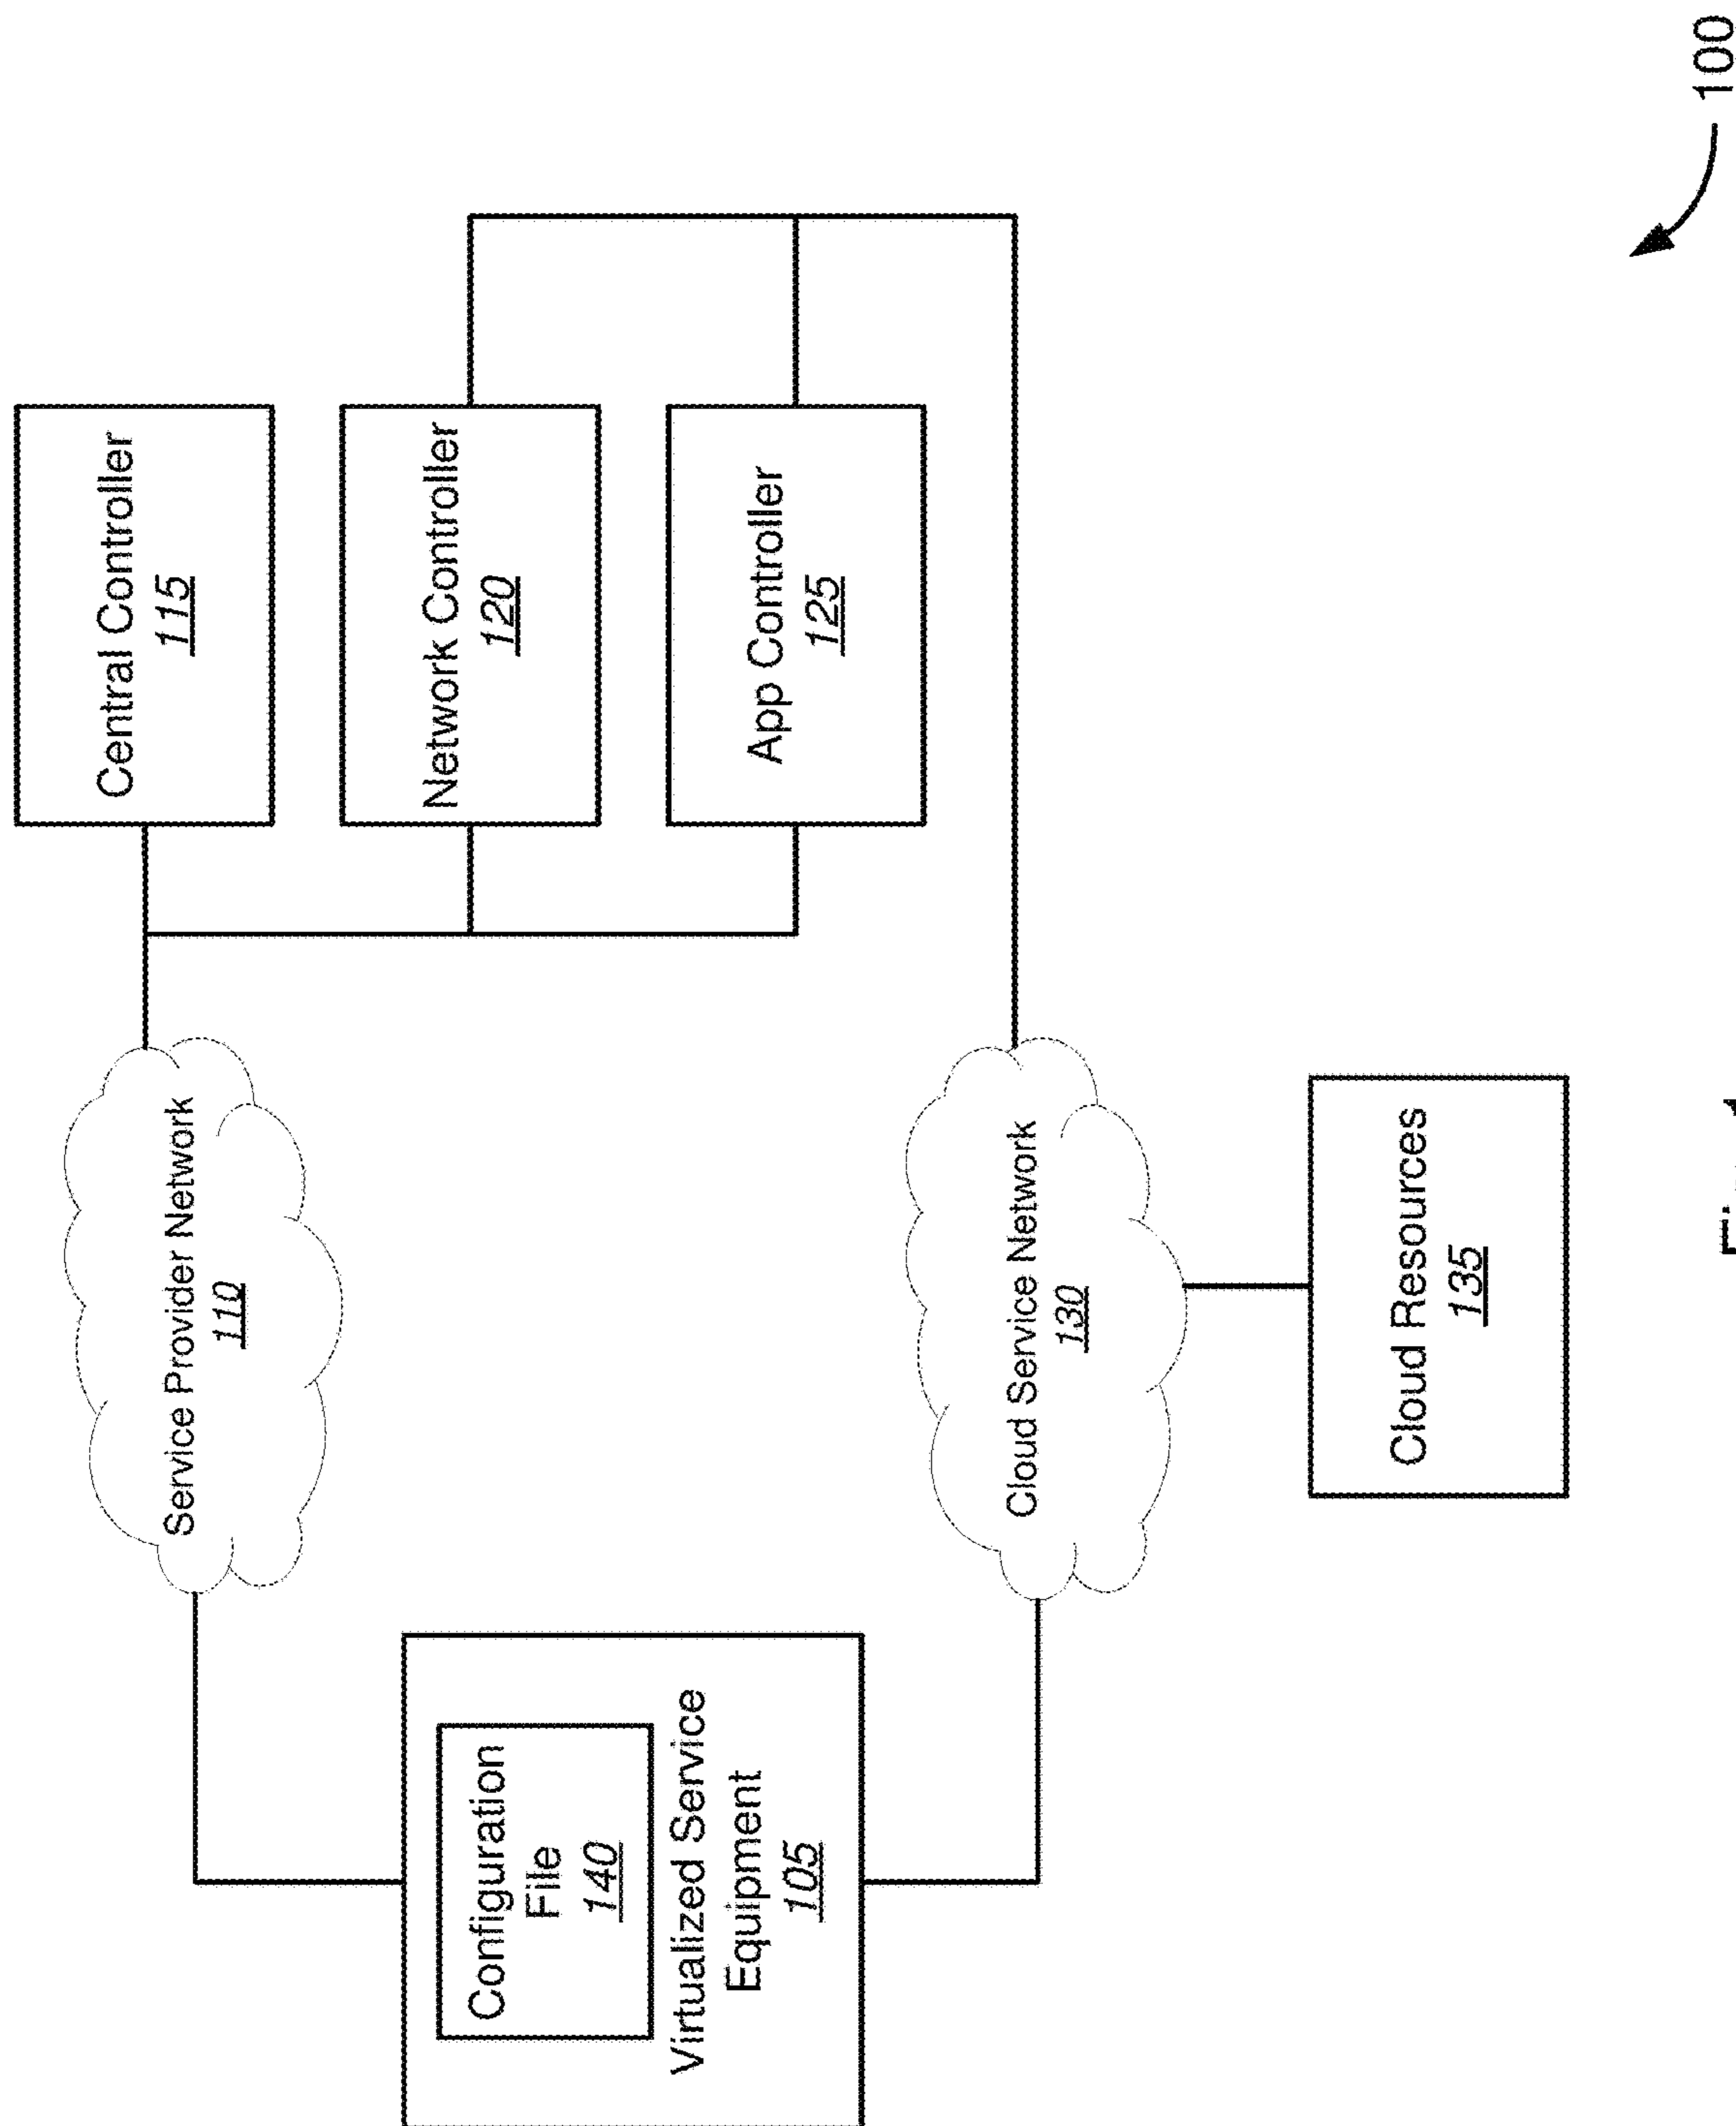 Service Provider Network
110
Central Controller
115
Network Controller
120
App Controller
125
Configuration
File
140
Virtualized Service
Equipment
105
Cloud Service Network
130
Cloud Resources
135
100